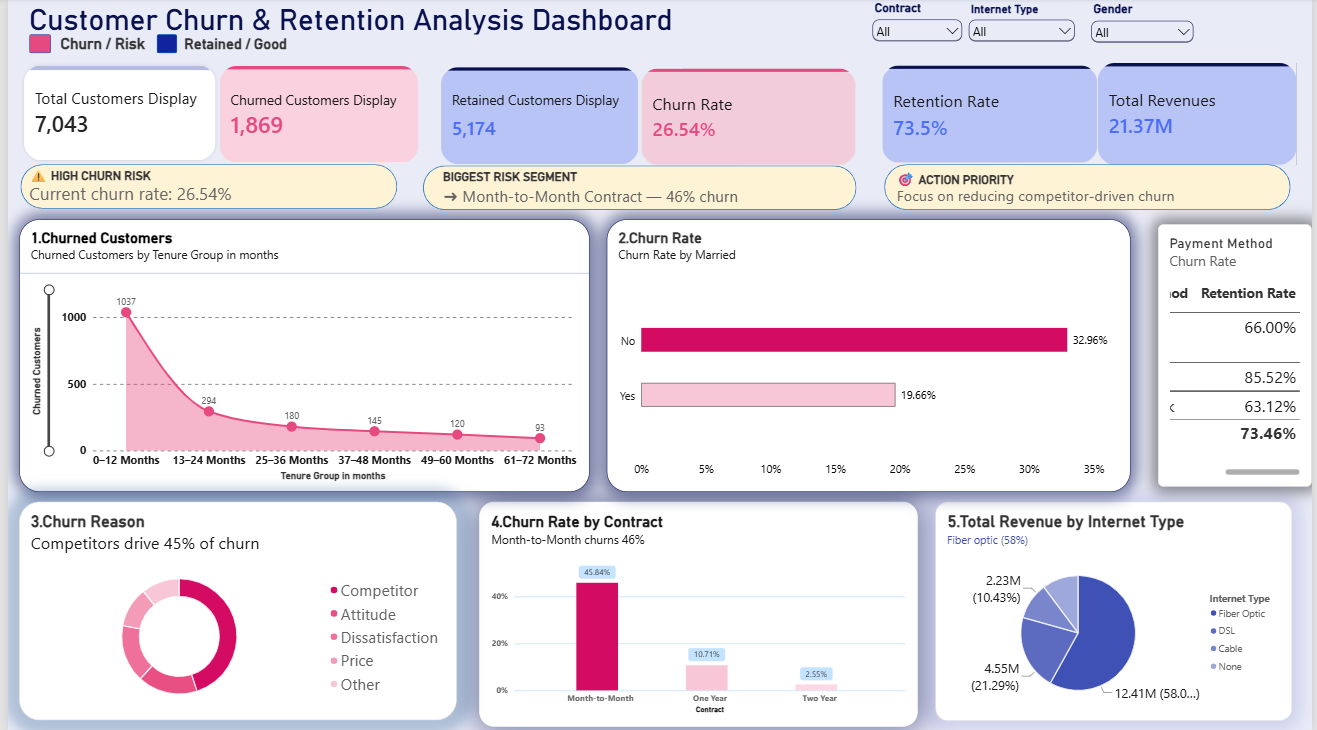 Customer Churn & Retention Analysis Dashboard
Churn / Risk
Retained / Good
Contract
All
Internet Type
All
Gender
All
Total Customers Display
7,043
Churned Customers Display
1,869
Retained Customers Display
5,174
Churn Rate
26.54%
Retention Rate
73.5%
Total Revenues
21.37M
⚠️ HIGH CHURN RISK
Current churn rate: 26.54%
BIGGEST RISK SEGMENT
→ Month-to-Month Contract — 46% churn
🎯 ACTION PRIORITY
Focus on reducing competitor-driven churn
1.Churned Customers
Churned Customers by Tenure Group in months
Churned Customers
1000
500
0
1037
294
180
145
120
93
0–12 Months
13–24 Months
25–36 Months
37–48 Months
49–60 Months
61–72 Months
Tenure Group in months
2.Churn Rate
Churn Rate by Married
No
32.96%
Yes
19.66%
0%
5%
10%
15%
20%
25%
30%
35%
Payment Method
Churn Rate
od Retention Rate
66.00%
85.52%
k 63.12%
73.46%
3.Churn Reason
Competitors drive 45% of churn
Competitor
Attitude
Dissatisfaction
Price
Other
4.Churn Rate by Contract
Month-to-Month churns 46%
40%
20%
0%
45.84%
10.71%
2.55%
Month-to-Month
One Year
Two Year
Contract
5.Total Revenue by Internet Type
Fiber optic (58%)
2.23M
(10.43%)
4.55M
(21.29%)
12.41M (58.0...)
Internet Type
Fiber Optic
DSL
Cable
None